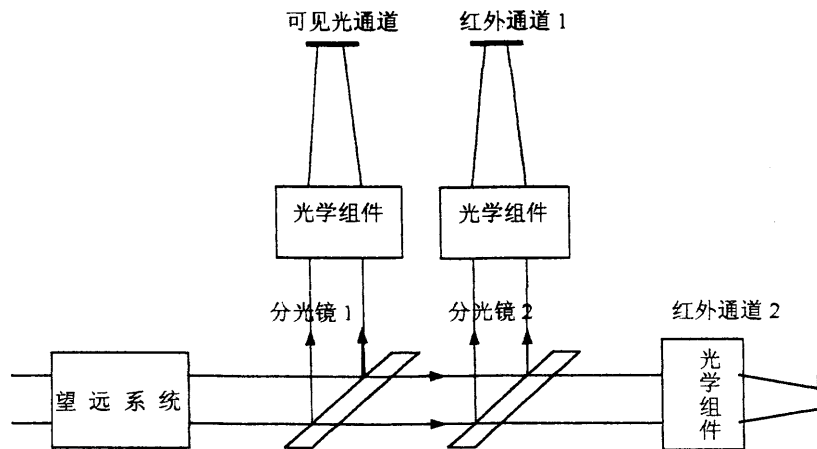 可见光通道
红外通道 1
光学组件
光学组件
分光镜 1
分光镜 2
红外通道 2
望远系统
光学组件